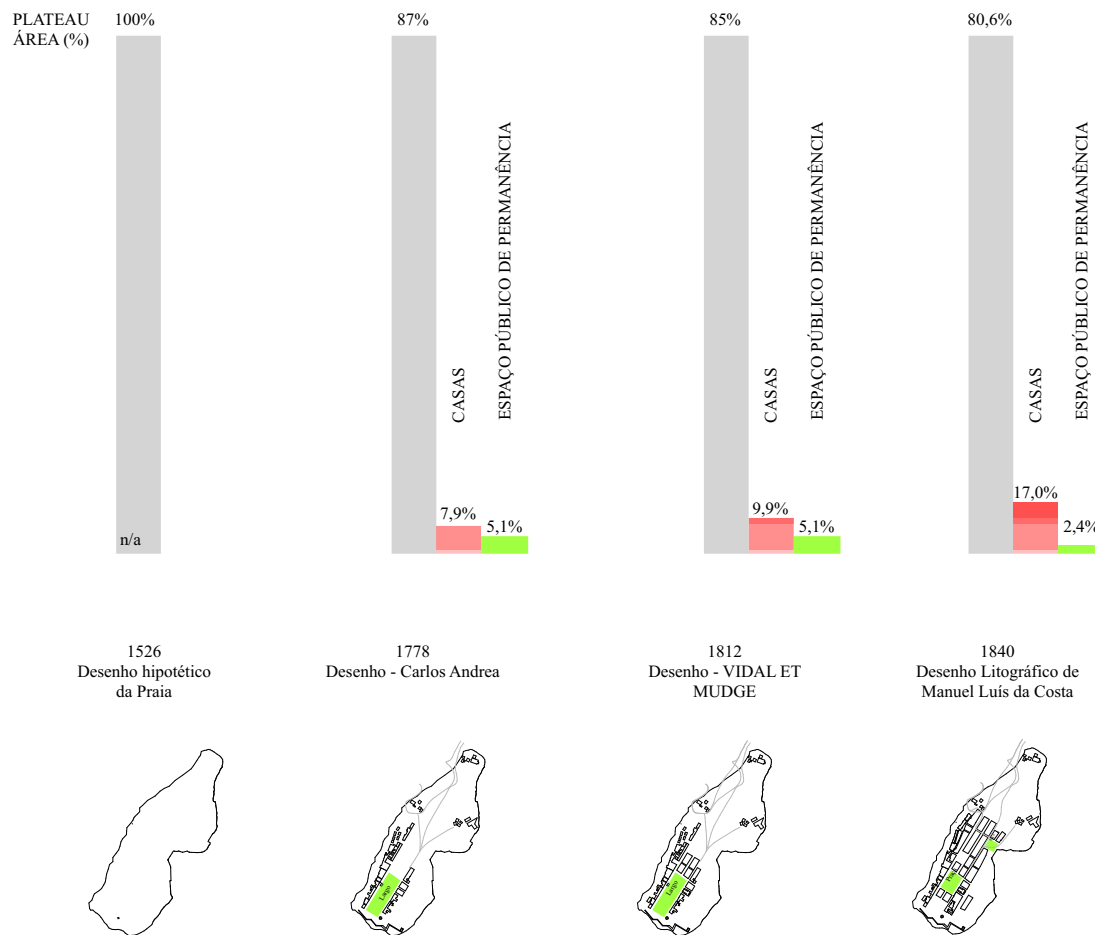 PLATEAU
ÁREA (%)
100%
87%
85%
80,6%
ESPAÇO PÚBLICO DE PERMANÊNCIA
ESPAÇO PÚBLICO DE PERMANÊNCIA
ESPAÇO PÚBLICO DE PERMANÊNCIA
CASAS
CASAS
CASAS
n/a
7,9%
5,1%
9,9%
5,1%
17,0%
2,4%
1526
Desenho hipotético
da Praia
1778
Desenho - Carlos Andrea
1812
Desenho - VIDAL ET
MUDGE
1840
Desenho Litográfico de
Manuel Luís da Costa
Largo
Largo